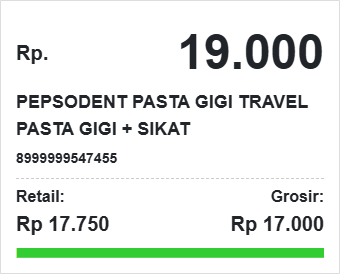 Rp. 19.000
PEPSODENT PASTA GIGI TRAVEL
PASTA GIGI + SIKAT
8999999547455
Retail: Grosir:
Rp 17.750 Rp 17.000